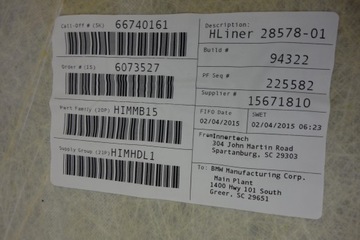 Call-Off # (5K) 66740161
Order # (15) 6073527
Part Family (20P) HIMMB15
Supply Group (21P) HIMHDL1
Description:
HLiner 28578-01
Build # 94322
PF Seq # 225582
Supplier # 15671810
FIFO Date SWET
02/04/2015 02/04/2015 06:23
From: Innertech
304 John Martin Road
Spartanburg, SC 29303
To: BMW Manufacturing Corp.
Main Plant
1400 Hwy 101 South
Greer, SC 29651